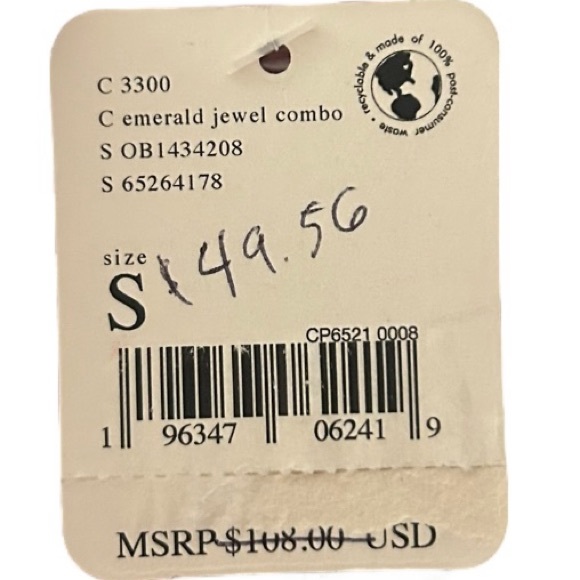 recyclable & made of 100% post-consumer waste •
C 3300
C emerald jewel combo
S OB1434208
S 65264178
size
S
49.56
CP6521 0008
1 96347 06241 9
MSRP $108.00 USD